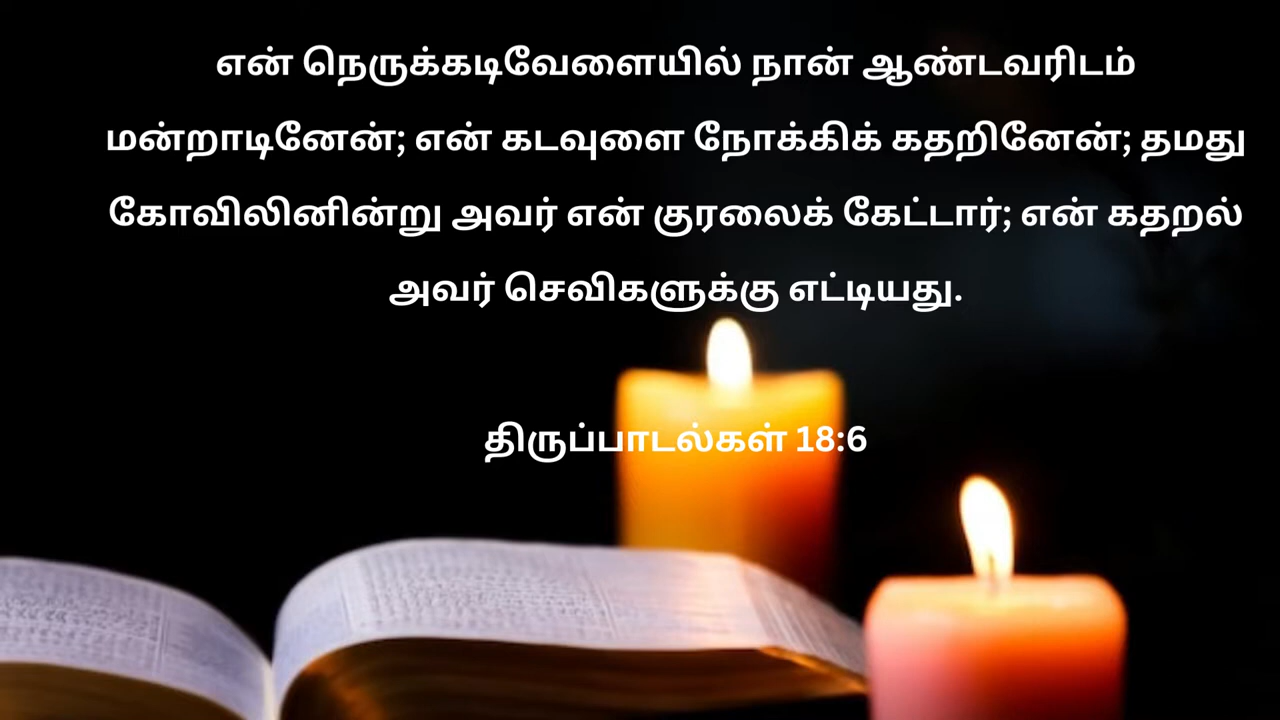 என் நெருக்கடிவேளையில் நான் ஆண்டவரிடம்
மன்றாடினேன்; என் கடவுளை நோக்கிக் கதறினேன்; தமது
கோவிலினின்று அவர் என் குரலைக் கேட்டார்; என் கதறல்
அவர் செவிகளுக்கு எட்டியது.
திருப்பாடல்கள் 18:6